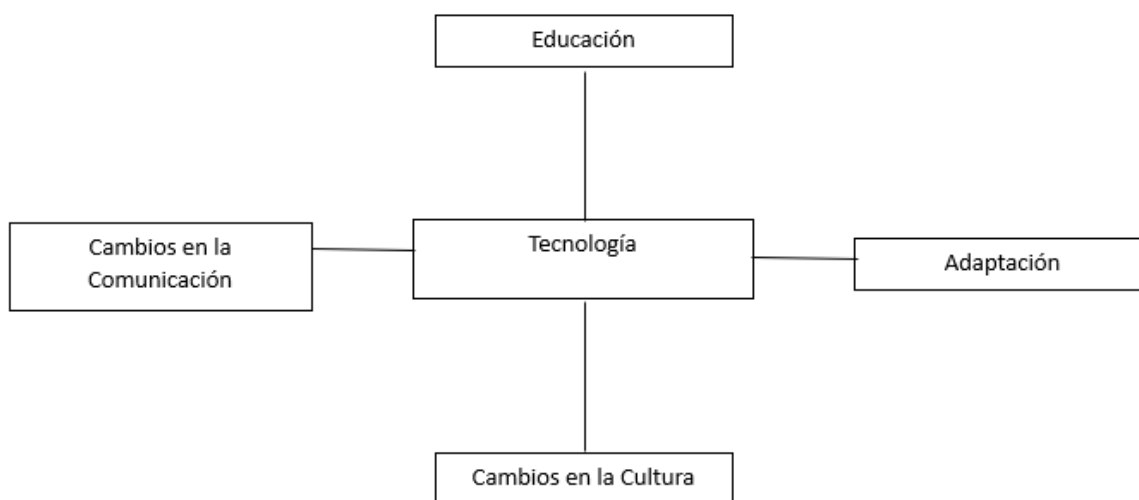 Educación
Cambios en la
Comunicación
Tecnología
Adaptación
Cambios en la Cultura